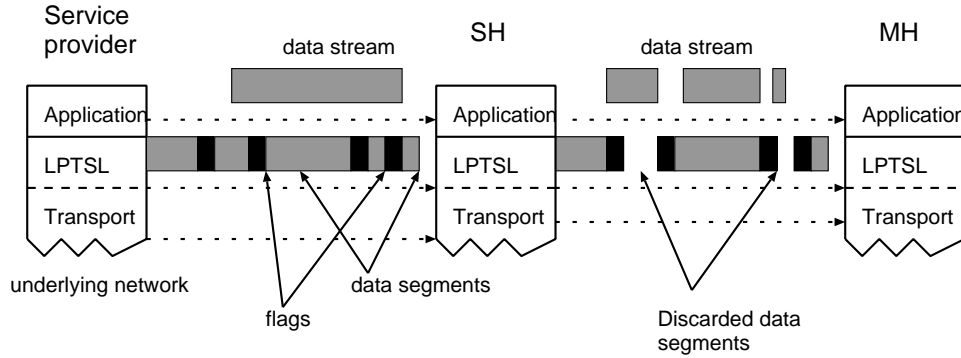 Service
provider
data stream
SH
data stream
MH
Application
Application
Application
LPTSL
LPTSL
LPTSL
Transport
Transport
Transport
underlying network
data segments
flags
Discarded data
segments